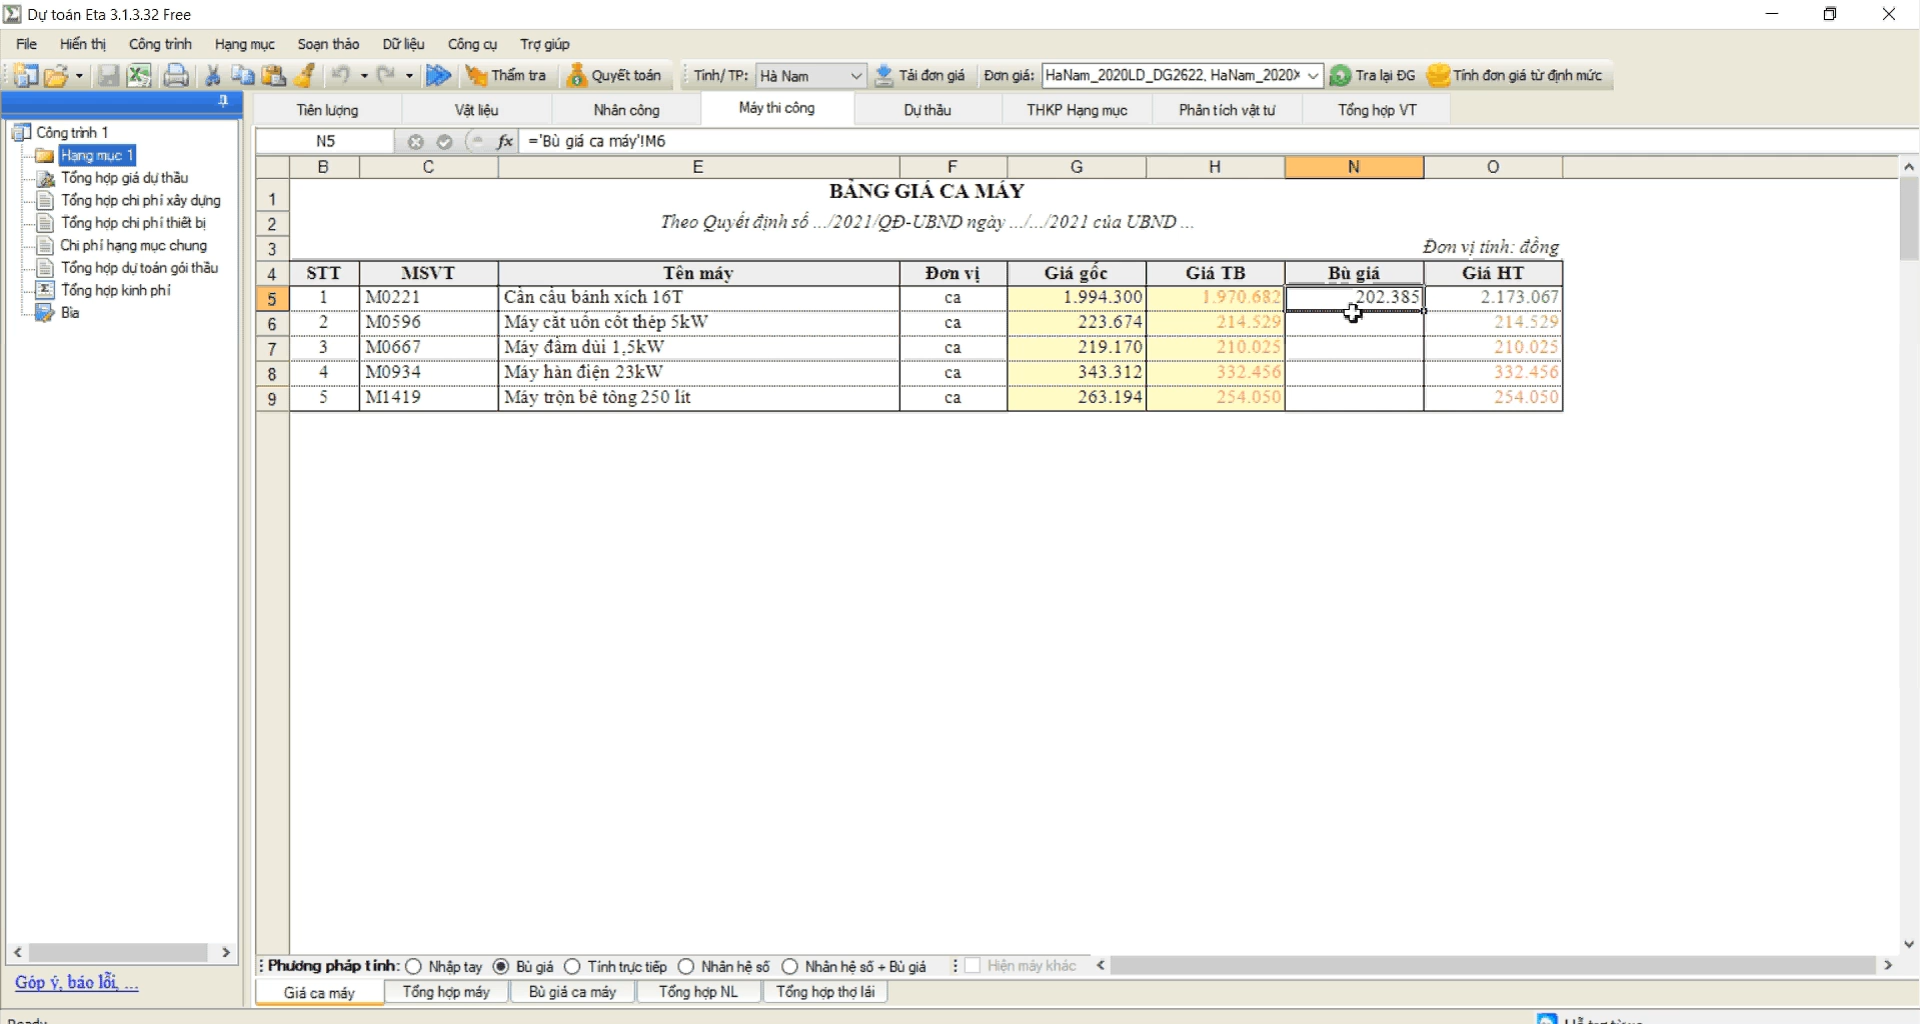 Dự toán Eta 3.1.3.32 Free
File Hiển thị Công trình Hạng mục Soạn thảo Dữ liệu Công cụ Trợ giúp
Thẩm tra Quyết toán Tỉnh/ TP: Hà Nam Tải đơn giá Đơn giá: HaNam_2020LD_DG2622, HaNam_2020X Tra lại ĐG Tính đơn giá từ định mức
Tiên lượng Vật liệu Nhân công Máy thi công Dự thầu THKP Hạng mục Phân tích vật tư Tổng hợp VT
N5 fx ='Bù giá ca máy'!M6
Công trình 1
Hạng mục 1
Tổng hợp giá dự thầu
Tổng hợp chi phí xây dựng
Tổng hợp chi phí thiết bị
Chi phí hạng mục chung
Tổng hợp dự toán gói thầu
Tổng hợp kinh phí
Bìa
Góp ý, báo lỗi, ...
B C E F G H N O
1 BẢNG GIÁ CA MÁY
2 Theo Quyết định số .../2021/QĐ-UBND ngày .../.../2021 của UBND ...
3 Đơn vị tính: đồng
4 STT MSVT Tên máy Đơn vị Giá gốc Giá TB Bù giá Giá HT
5 1 M0221 Cần cẩu bánh xích 16T ca 1.994.300 1.970.682 202.385 2.173.067
6 2 M0596 Máy cắt uốn cốt thép 5kW ca 223.674 214.529 214.529
7 3 M0667 Máy đầm dùi 1,5kW ca 219.170 210.025 210.025
8 4 M0934 Máy hàn điện 23kW ca 343.312 332.456 332.456
9 5 M1419 Máy trộn bê tông 250 lít ca 263.194 254.050 254.050
Phương pháp tính: Nhập tay Bù giá Tính trực tiếp Nhân hệ số Nhân hệ số + Bù giá Hiện máy khác
Giá ca máy Tổng hợp máy Bù giá ca máy Tổng hợp NL Tổng hợp thợ lái